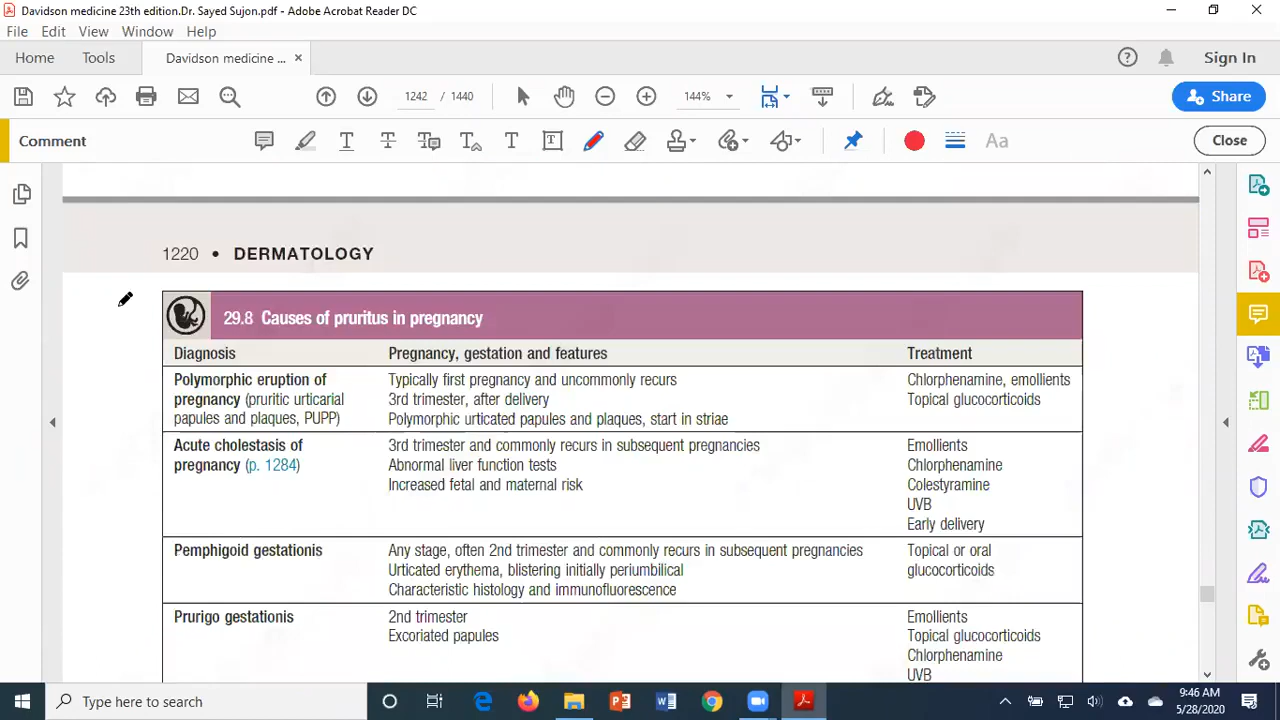 Davidson medicine 23th edition.Dr. Sayed Sujon.pdf - Adobe Acrobat Reader DC
File Edit View Window Help
Home Tools Davidson medicine ... × Sign In
1242 / 1440 144% Share
Comment Aa Close
1220 • DERMATOLOGY
29.8 Causes of pruritus in pregnancy
Diagnosis Pregnancy, gestation and features Treatment
Polymorphic eruption of Typically first pregnancy and uncommonly recurs Chlorphenamine, emollients
pregnancy (pruritic urticarial 3rd trimester, after delivery Topical glucocorticoids
papules and plaques, PUPP) Polymorphic urticated papules and plaques, start in striae
Acute cholestasis of 3rd trimester and commonly recurs in subsequent pregnancies Emollients
pregnancy (p. 1284) Abnormal liver function tests Chlorphenamine
Increased fetal and maternal risk Colestyramine
UVB
Early delivery
Pemphigoid gestationis Any stage, often 2nd trimester and commonly recurs in subsequent pregnancies Topical or oral
Urticated erythema, blistering initially periumbilical glucocorticoids
Characteristic histology and immunofluorescence
Prurigo gestationis 2nd trimester Emollients
Excoriated papules Topical glucocorticoids
Chlorphenamine
UVB
Type here to search 9:46 AM
5/28/2020